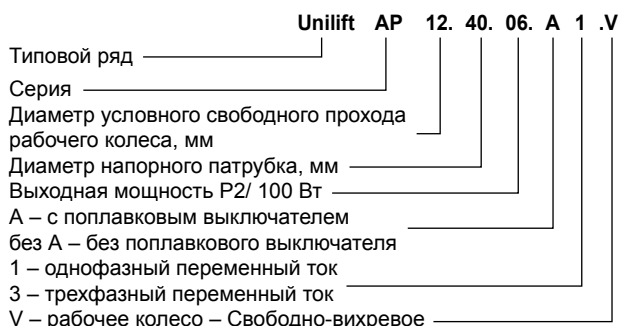 Unilift AP 12. 40. 06. A 1 .V
Типовой ряд
Серия
Диаметр условного свободного прохода
рабочего колеса, мм
Диаметр напорного патрубка, мм
Выходная мощность P2/ 100 Вт
А – с поплавковым выключателем
без А – без поплавкового выключателя
1 – однофазный переменный ток
3 – трехфазный переменный ток
V – рабочее колесо – Свободно-вихревое